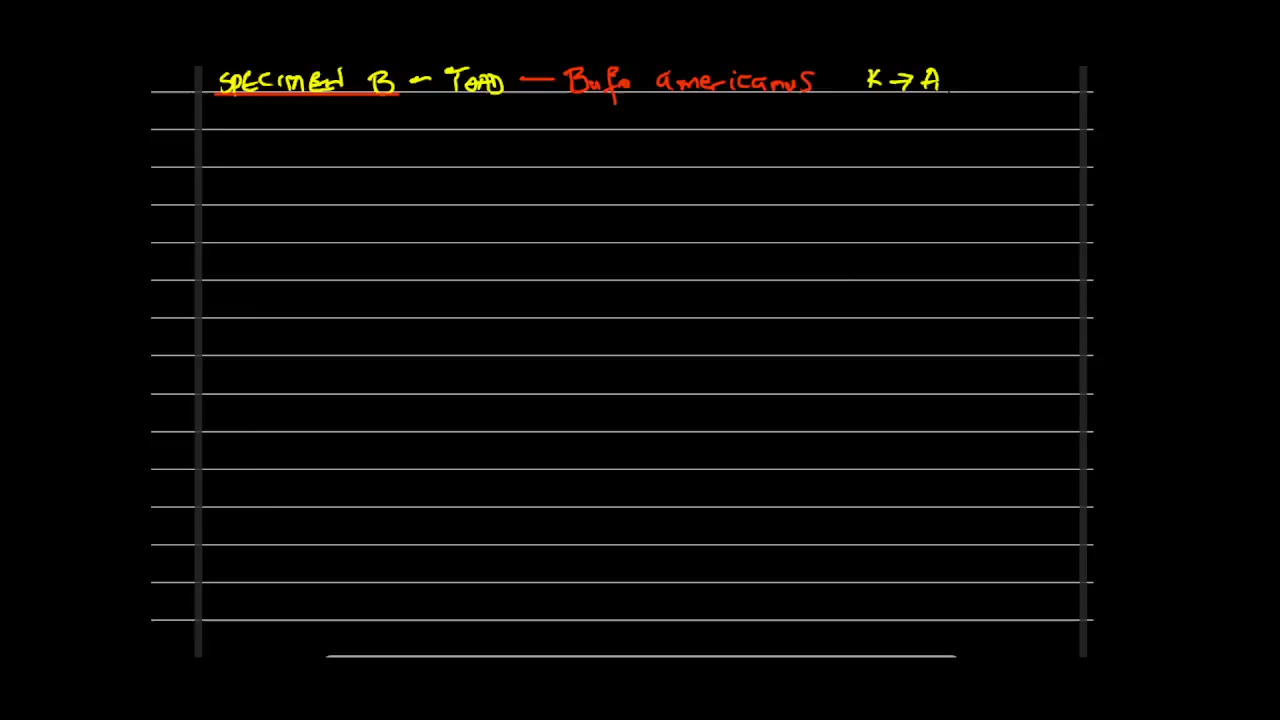 SPECIMEN B - TOAD — Bufo americanus K → A